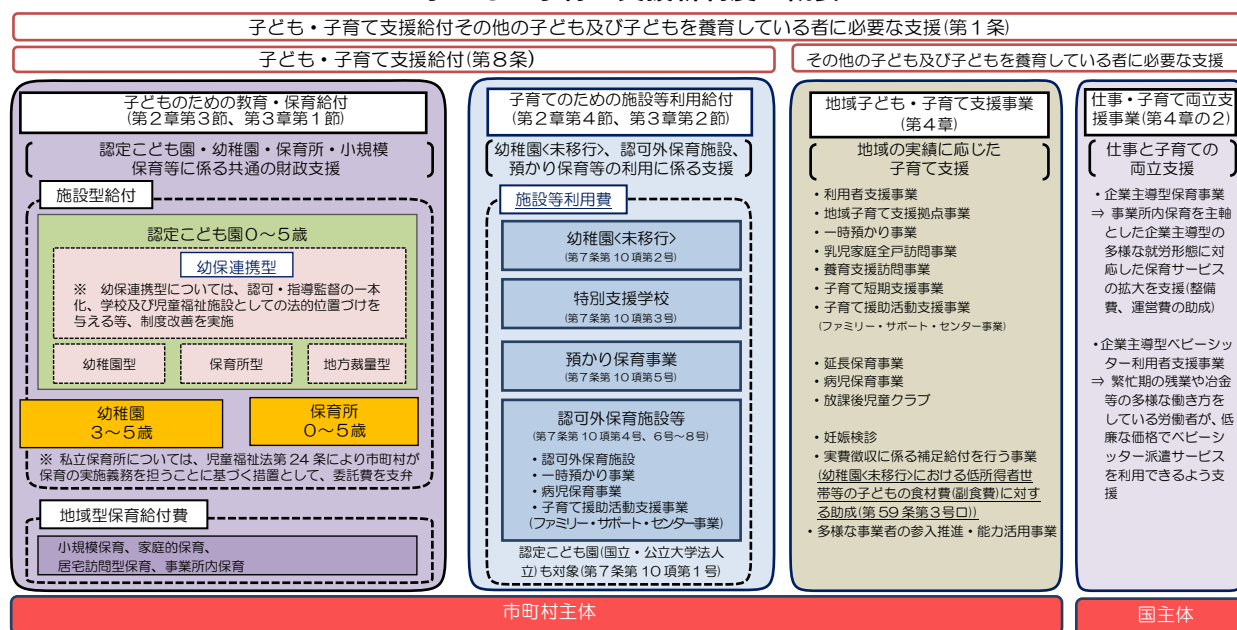 子ども・子育て支援給付その他の子ども及び子どもを養育している者に必要な支援(第１条)
子ども・子育て支援給付(第８条)
その他の子ども及び子どもを養育している者に必要な支援
子どものための教育・保育給付
(第２章第３節、第３章第１節)
認定こども園・幼稚園・保育所・小規模
保育等に係る共通の財政支援
施設型給付
認定こども園０～５歳
幼保連携型
※　幼保連携型については、認可・指導監督の一本
化、学校及び児童福祉施設としての法的位置づけを
与える等、制度改善を実施
幼稚園型
保育所型
地方裁量型
幼稚園
３～５歳
保育所
０～５歳
※ 私立保育所については、児童福祉法第24条により市町村が
保育の実施義務を担うことに基づく措置として、委託費を支弁
地域型保育給付費
小規模保育、家庭的保育、
居宅訪問型保育、事業所内保育
子育てのための施設等利用給付
(第２章第４節、第３章第２節)
幼稚園<未移行>、認可外保育施設、
預かり保育等の利用に係る支援
施設等利用費
幼稚園<未移行>
(第７条第10項第２号)
特別支援学校
(第７条第10項第３号)
預かり保育事業
(第７条第10項第５号)
認可外保育施設等
(第７条第10項第４号、６号～８号)
・認可外保育施設
・一時預かり事業
・病児保育事業
・子育て援助活動支援事業
(ファミリー・サポート・センター事業)
認定こども園(国立・公立大学法人
立)も対象(第７条第10項第１号)
地域子ども・子育て支援事業
(第４章)
地域の実績に応じた
子育て支援
・利用者支援事業
・地域子育て支援拠点事業
・一時預かり事業
・乳児家庭全戸訪問事業
・養育支援訪問事業
・子育て短期支援事業
・子育て援助活動支援事業
(ファミリー・サポート・センター事業)
・延長保育事業
・病児保育事業
・放課後児童クラブ
・妊娠検診
・実費徴収に係る補足給付を行う事業
(幼稚園<未移行>における低所得者世
帯等の子どもの食材費(副食費)に対す
る助成(第59条第３号ロ))
・多様な事業者の参入推進・能力活用事業
仕事・子育て両立支
援事業(第４章の２)
仕事と子育ての
両立支援
・企業主導型保育事業
⇒ 事業所内保育を主軸
とした企業主導型の
多様な就労形態に対
応した保育サービス
の拡大を支援(整備
費、運営費の助成)
・企業主導型ベビーシッ
ター利用者支援事業
⇒ 繁忙期の残業や冶金
等の多様な働き方を
している労働者が、低
廉な価格でベビーシ
ッター派遣サービス
を利用できるよう支
援
市町村主体
国主体